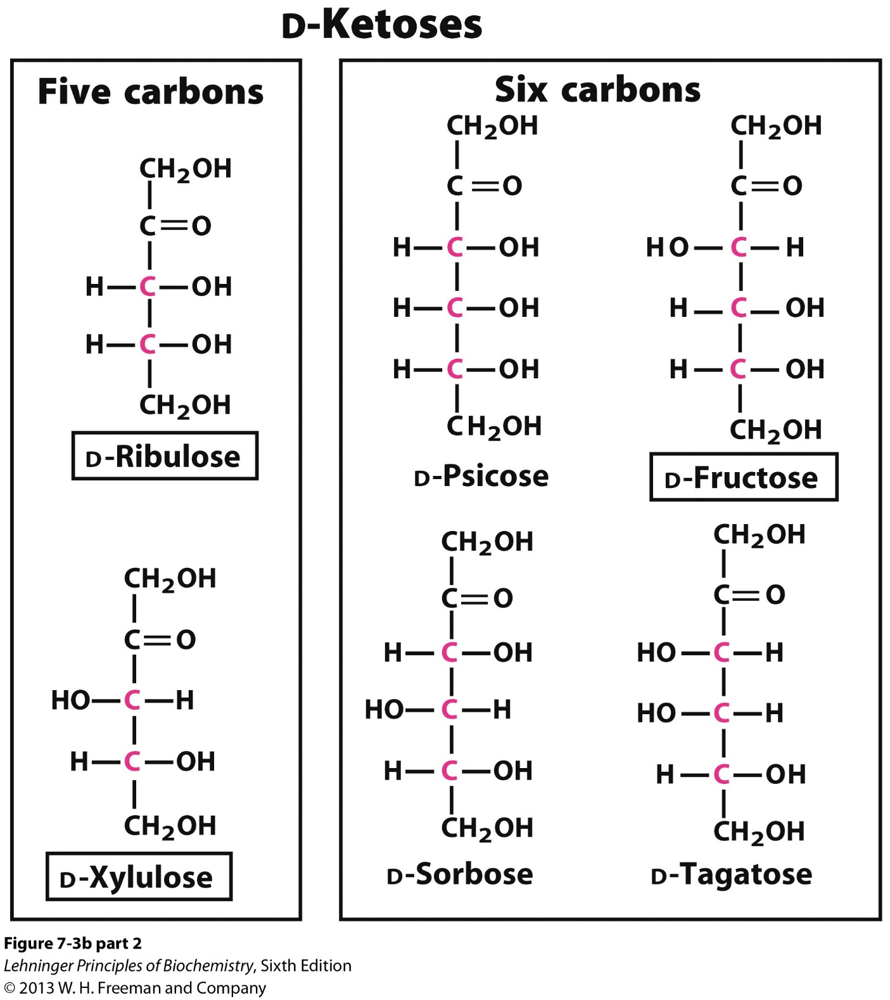 D-Ketoses
Five carbons
CH2OH
C=O
H—C—OH
H—C—OH
CH2OH
D-Ribulose
CH2OH
C=O
HO—C—H
H—C—OH
CH2OH
D-Xylulose
Six carbons
CH2OH
C=O
H—C—OH
H—C—OH
H—C—OH
CH2OH
D-Psicose
CH2OH
C=O
HO—C—H
H—C—OH
H—C—OH
CH2OH
D-Fructose
CH2OH
C=O
H—C—OH
HO—C—H
H—C—OH
CH2OH
D-Sorbose
CH2OH
C=O
HO—C—H
HO—C—H
H—C—OH
CH2OH
D-Tagatose
Figure 7-3b part 2
Lehninger Principles of Biochemistry, Sixth Edition
© 2013 W. H. Freeman and Company